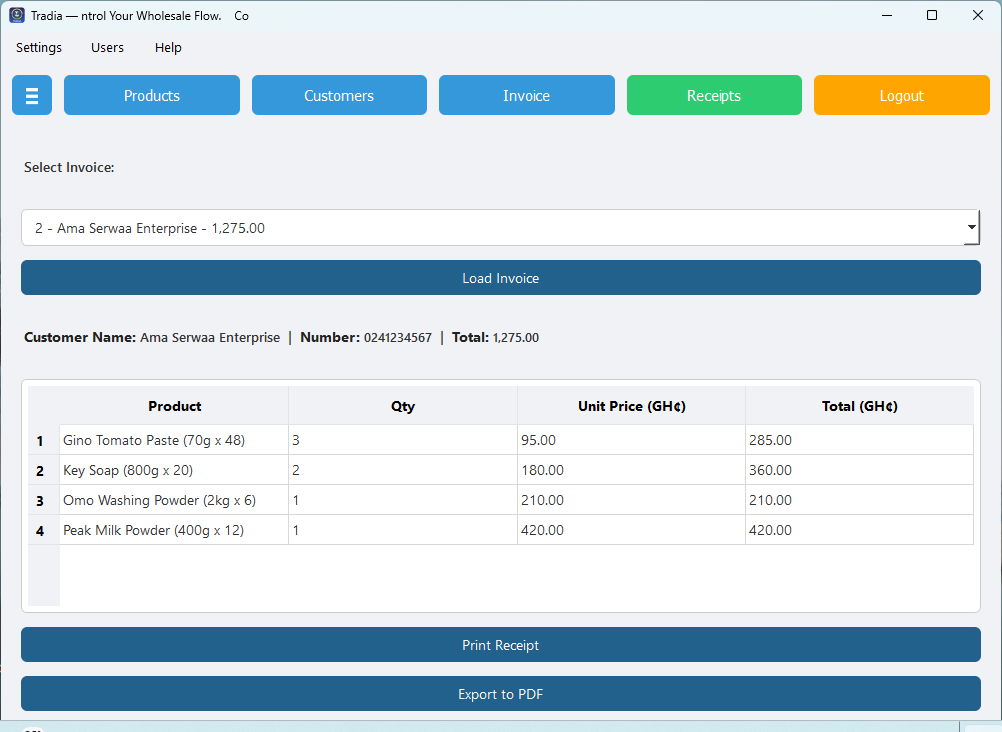 Tradia — ntrol Your Wholesale Flow. Co
Settings Users Help
Products Customers Invoice Receipts Logout
Select Invoice:
2 - Ama Serwaa Enterprise - 1,275.00
Load Invoice
Customer Name: Ama Serwaa Enterprise | Number: 0241234567 | Total: 1,275.00
Product Qty Unit Price (GH¢) Total (GH¢)
1 Gino Tomato Paste (70g x 48) 3 95.00 285.00
2 Key Soap (800g x 20) 2 180.00 360.00
3 Omo Washing Powder (2kg x 6) 1 210.00 210.00
4 Peak Milk Powder (400g x 12) 1 420.00 420.00
Print Receipt
Export to PDF